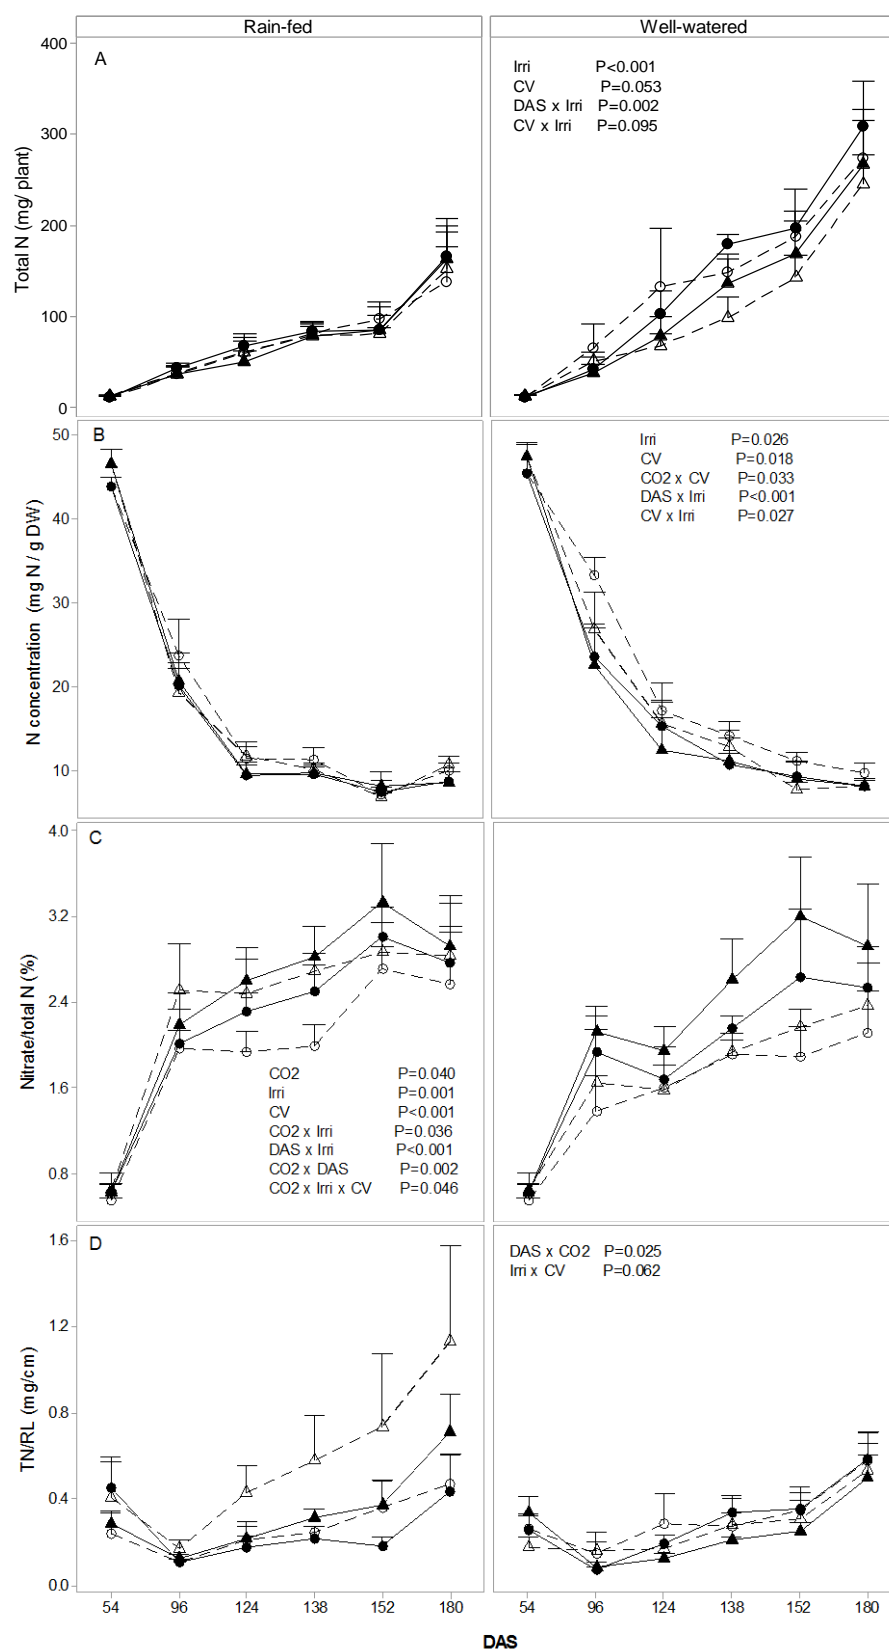 Rain-fed Well-watered
A
Irri P<0.001
CV P=0.053
DAS x Irri P=0.002
CV x Irri P=0.095
Total N (mg/ plant)
400
300
200
100
0
B
Irri P=0.026
CV P=0.018
CO2 x CV P=0.033
DAS x Irri P<0.001
CV x Irri P=0.027
N concentration (mg N / g DW)
50
40
30
20
10
C
Nitrate/total N (%)
4.0
3.2
2.4
1.6
0.8
CO2 P=0.040
Irri P=0.001
CV P<0.001
CO2 x Irri P=0.036
DAS x Irri P<0.001
CO2 x DAS P=0.002
CO2 x Irri x CV P=0.046
D
DAS x CO2 P=0.025
Irri x CV P=0.062
TN/RL (mg/cm)
1.6
1.2
0.8
0.4
0.0
54 96 124 138 152 180 54 96 124 138 152 180
DAS